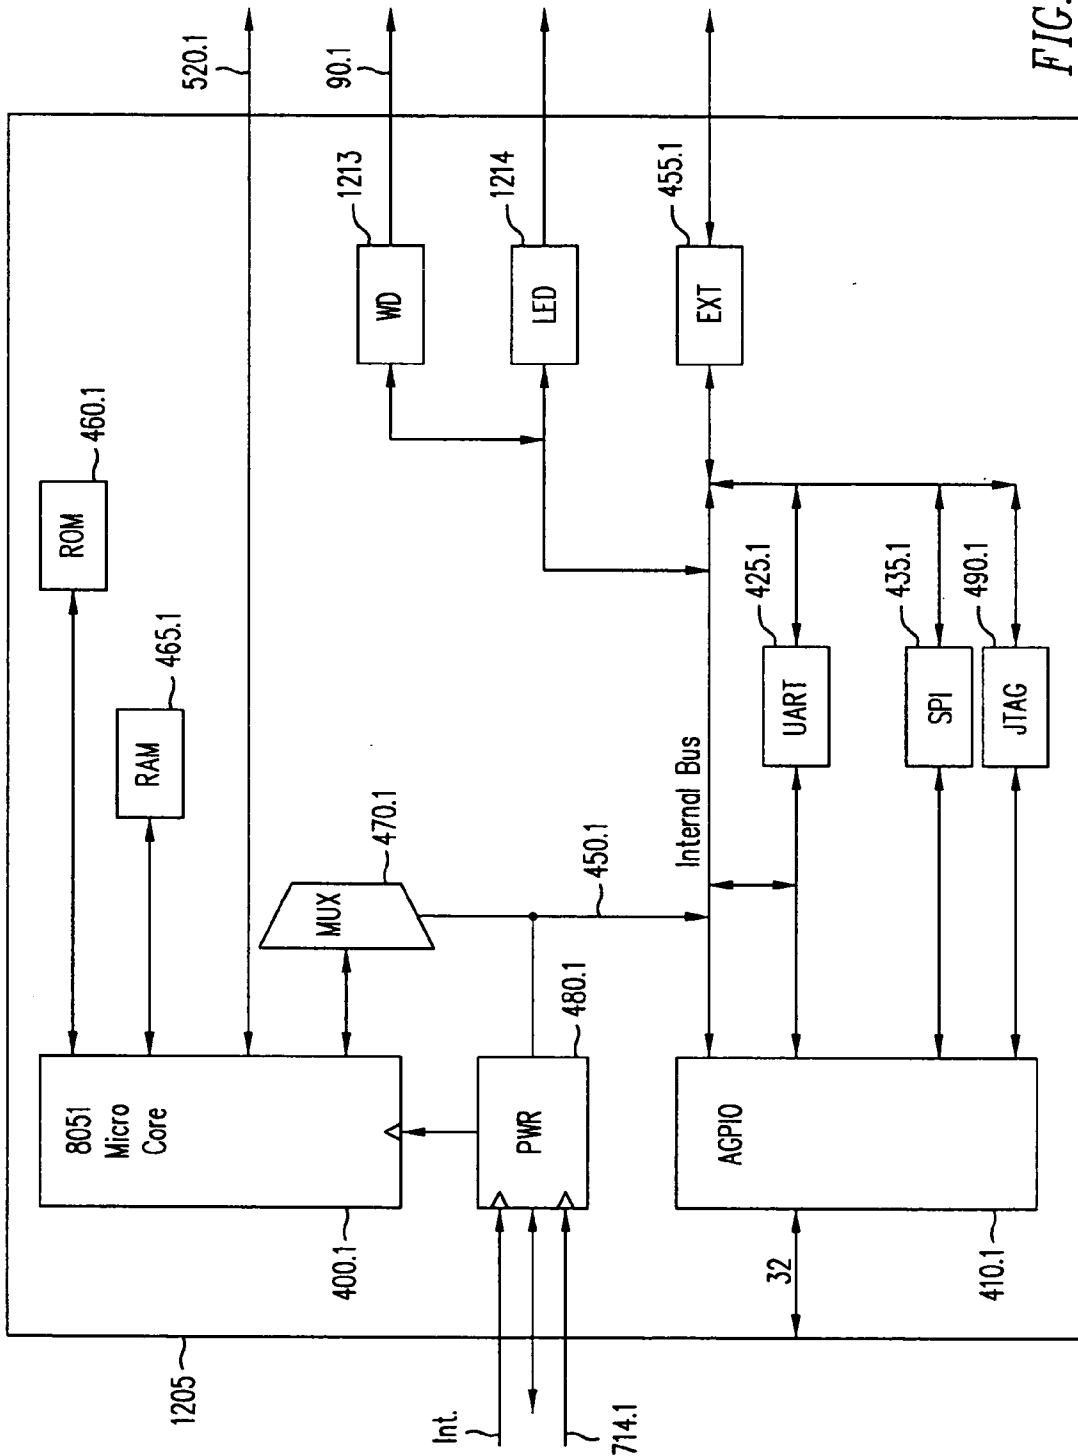 1205
400.1
8051
Micro
Core
460.1
ROM
465.1
RAM
520.1
MUX
470.1
Int.
714.1
PWR
480.1
450.1
1213
WD
90.1
1214
LED
455.1
EXT
Internal Bus
32
AGPIO
410.1
UART
425.1
SPI
435.1
JTAG
490.1
FIG.